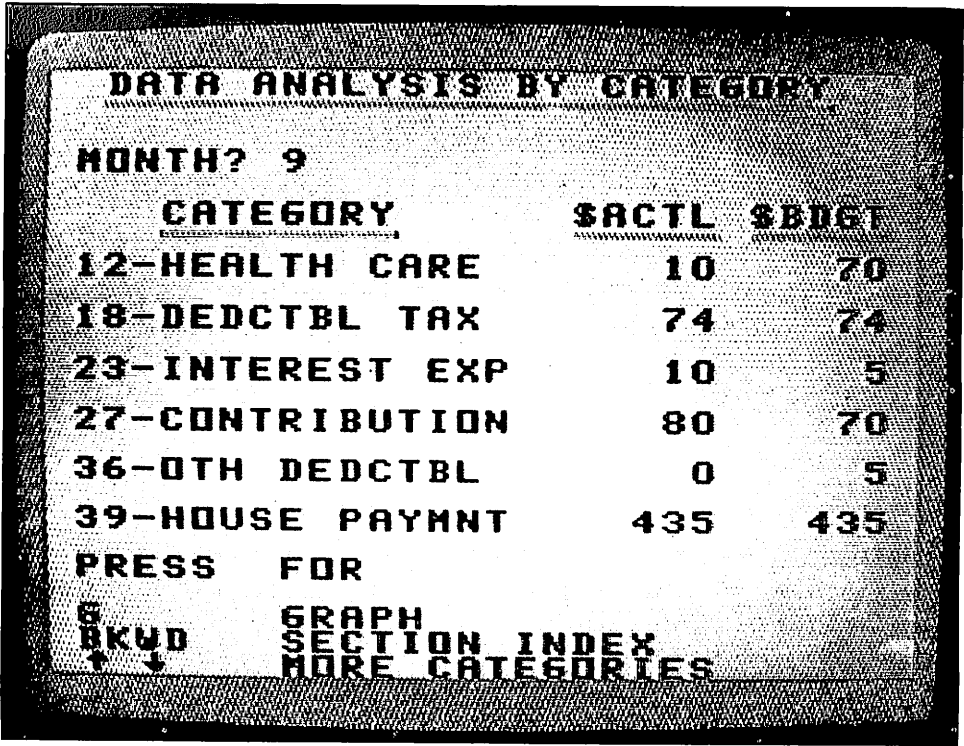 DATA ANALYSIS BY CATEGORY
MONTH? 9
CATEGORY $ACTL $BDGT
12-HEALTH CARE 10 70
18-DEDCTBL TAX 74 74
23-INTEREST EXP 10 5
27-CONTRIBUTION 80 70
36-OTH DEDCTBL 0 5
39-HOUSE PAYMNT 435 435
PRESS FOR
G GRAPH
BKWD SECTION INDEX
↑ ↓ MORE CATEGORIES